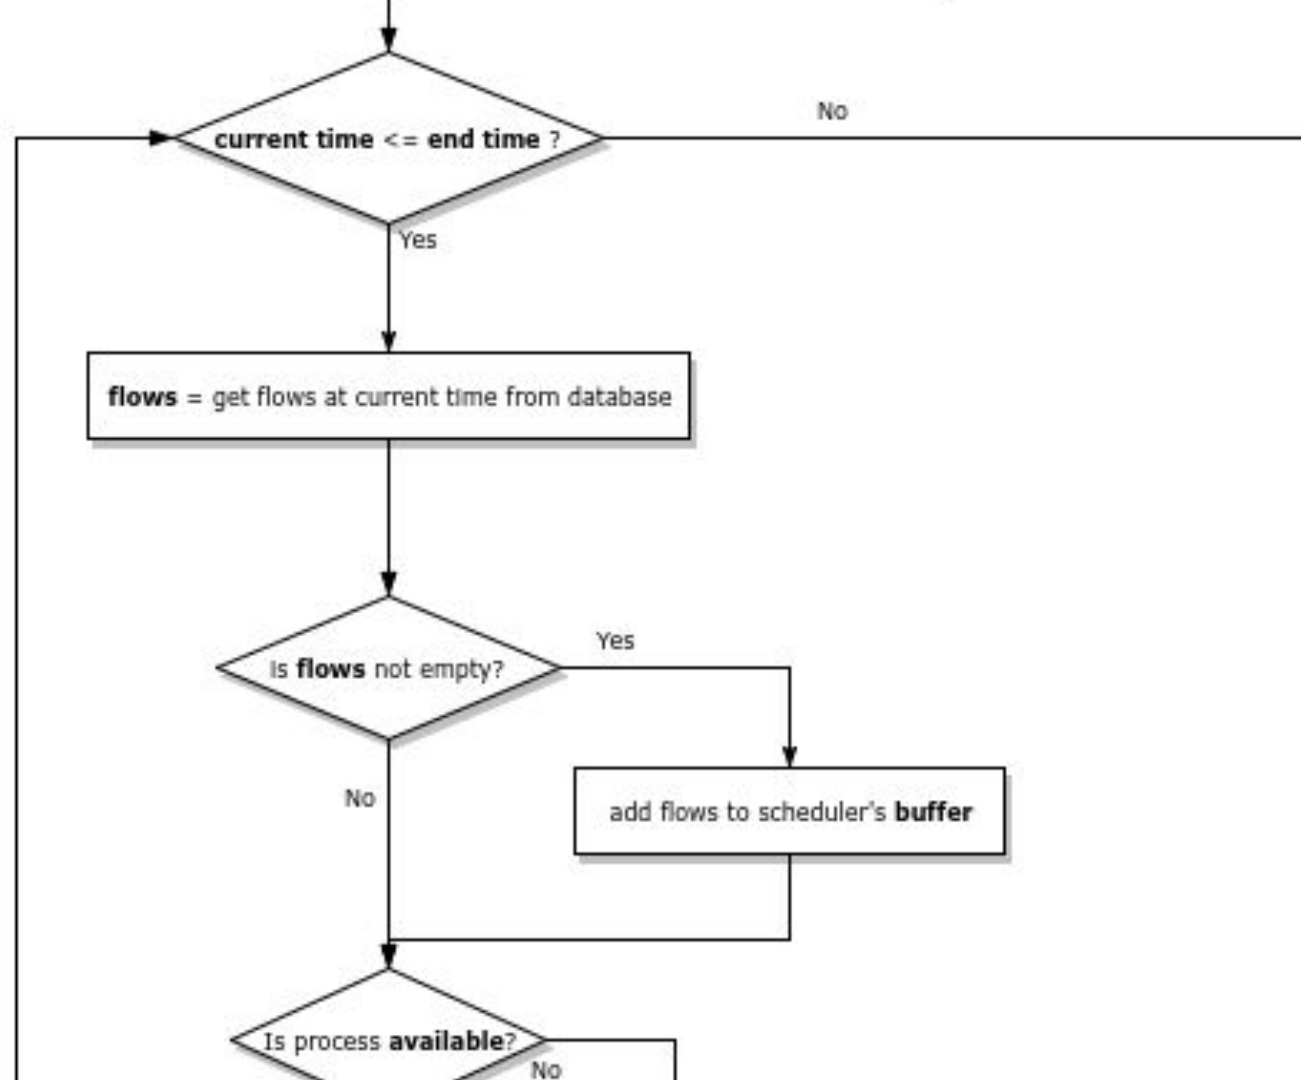 No
current time <= end time ?
Yes
flows = get flows at current time from database
Yes
Is flows not empty?
No
add flows to scheduler's buffer
Is process available?
No